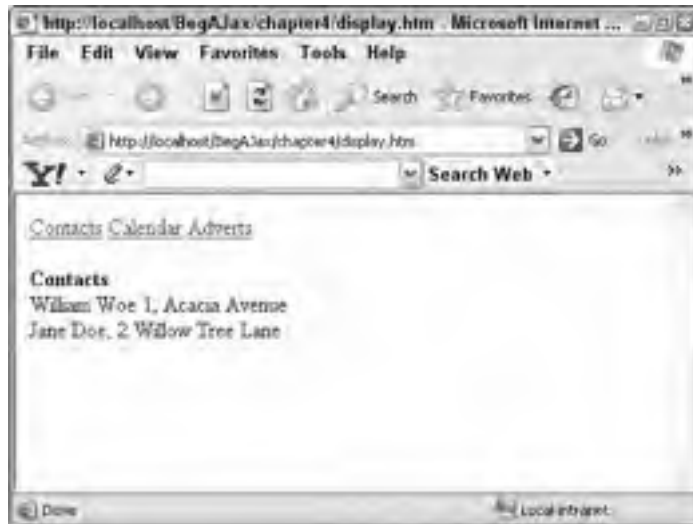 http://localhost/BegAJax/chapter4/display.htm - Microsoft Internet ...
File Edit View Favorites Tools Help
Search Favorites
http://localhost/BegAJax/chapter4/display.htm Go
Y! Search Web
Contacts Calendar Adverts
Contacts
William Woe 1, Acacia Avenue
Jane Doe, 2 Willow Tree Lane
Done Local intranet